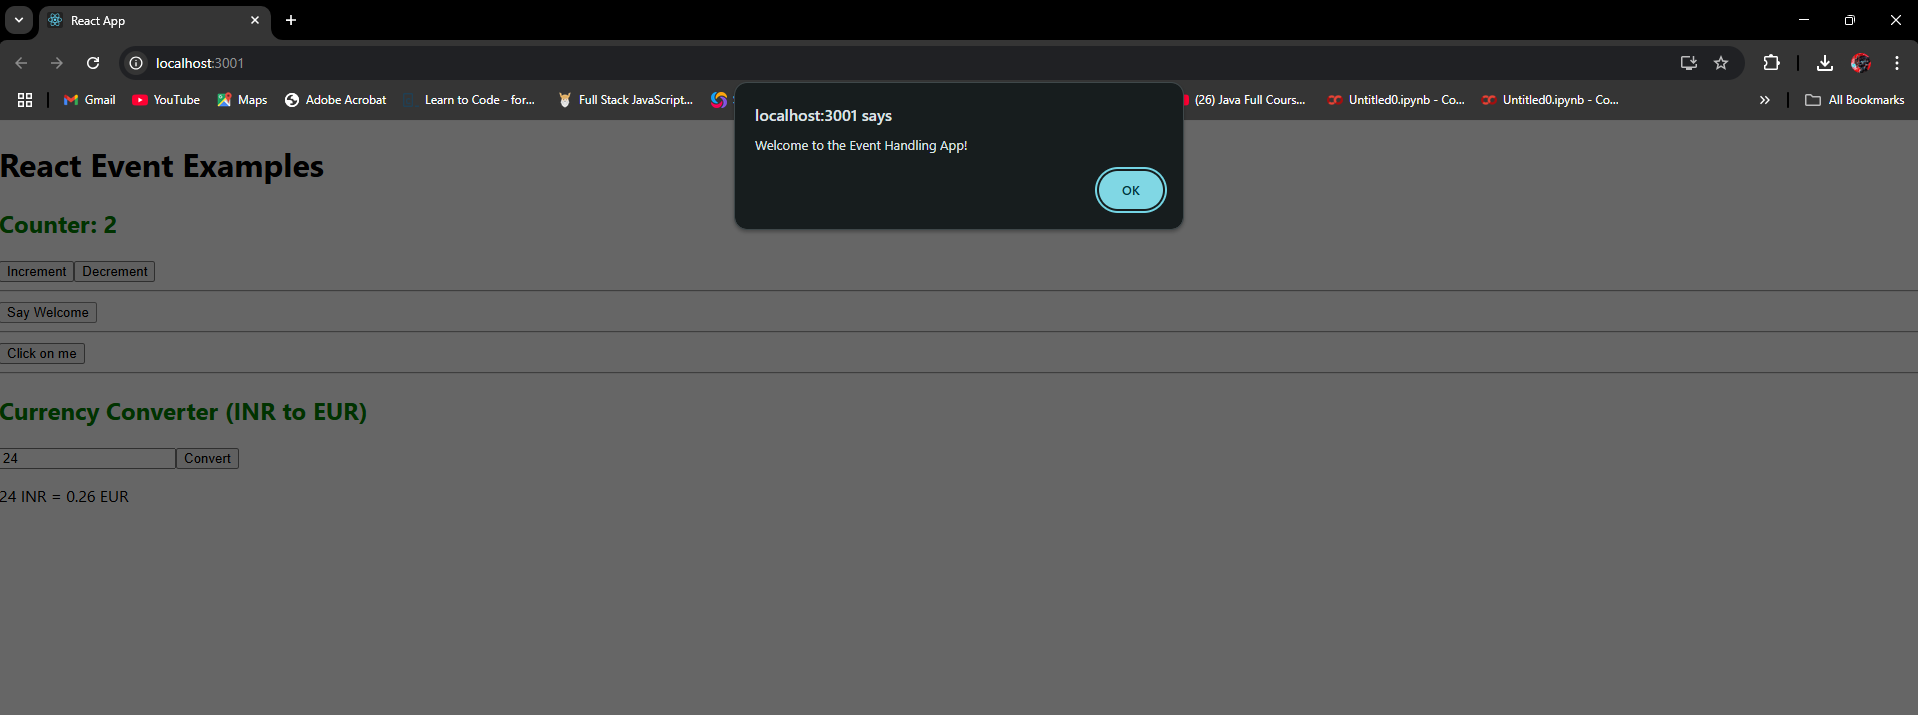 React App
localhost:3001
Gmail YouTube Maps Adobe Acrobat Learn to Code - for... Full Stack JavaScript... (26) Java Full Cours... Untitled0.ipynb - Co... Untitled0.ipynb - Co... All Bookmarks
localhost:3001 says
Welcome to the Event Handling App!
OK
React Event Examples
Counter: 2
Increment Decrement
Say Welcome
Click on me
Currency Converter (INR to EUR)
24 Convert
24 INR = 0.26 EUR